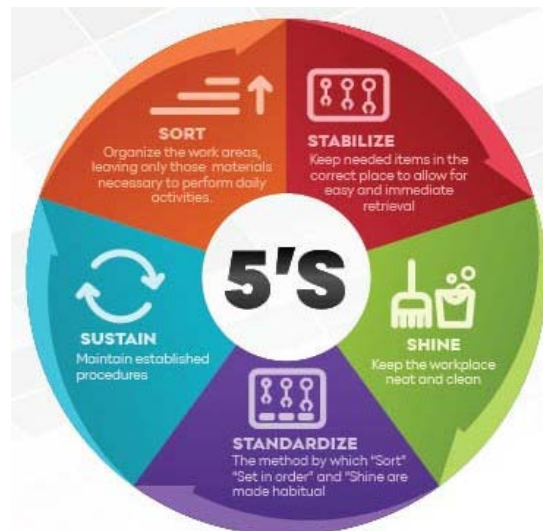 SORT
Organize the work areas,
leaving only those materials
necessary to perform daily
activities.
STABILIZE
Keep needed items in the
correct place to allow for
easy and immediate
retrieval
5'S
SHINE
Keep the workplace
neat and clean
STANDARDIZE
The method by which "Sort"
"Set in order" and "Shine are
made habitual
SUSTAIN
Maintain established
procedures